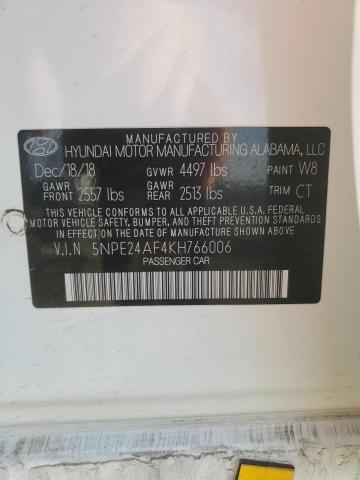 MANUFACTURED BY
HYUNDAI MOTOR MANUFACTURING ALABAMA, LLC
Dec/18/18 GVWR 4497 lbs PAINT W8
GAWR FRONT 2557 lbs GAWR REAR 2513 lbs TRIM CT
THIS VEHICLE CONFORMS TO ALL APPLICABLE U.S.A. FEDERAL
MOTOR VEHICLE SAFETY, BUMPER, AND THEFT PREVENTION STANDARDS
IN EFFECT ON THE DATE OF MANUFACTURE SHOWN ABOVE.
V.I.N 5NPE24AF4KH766006
PASSENGER CAR